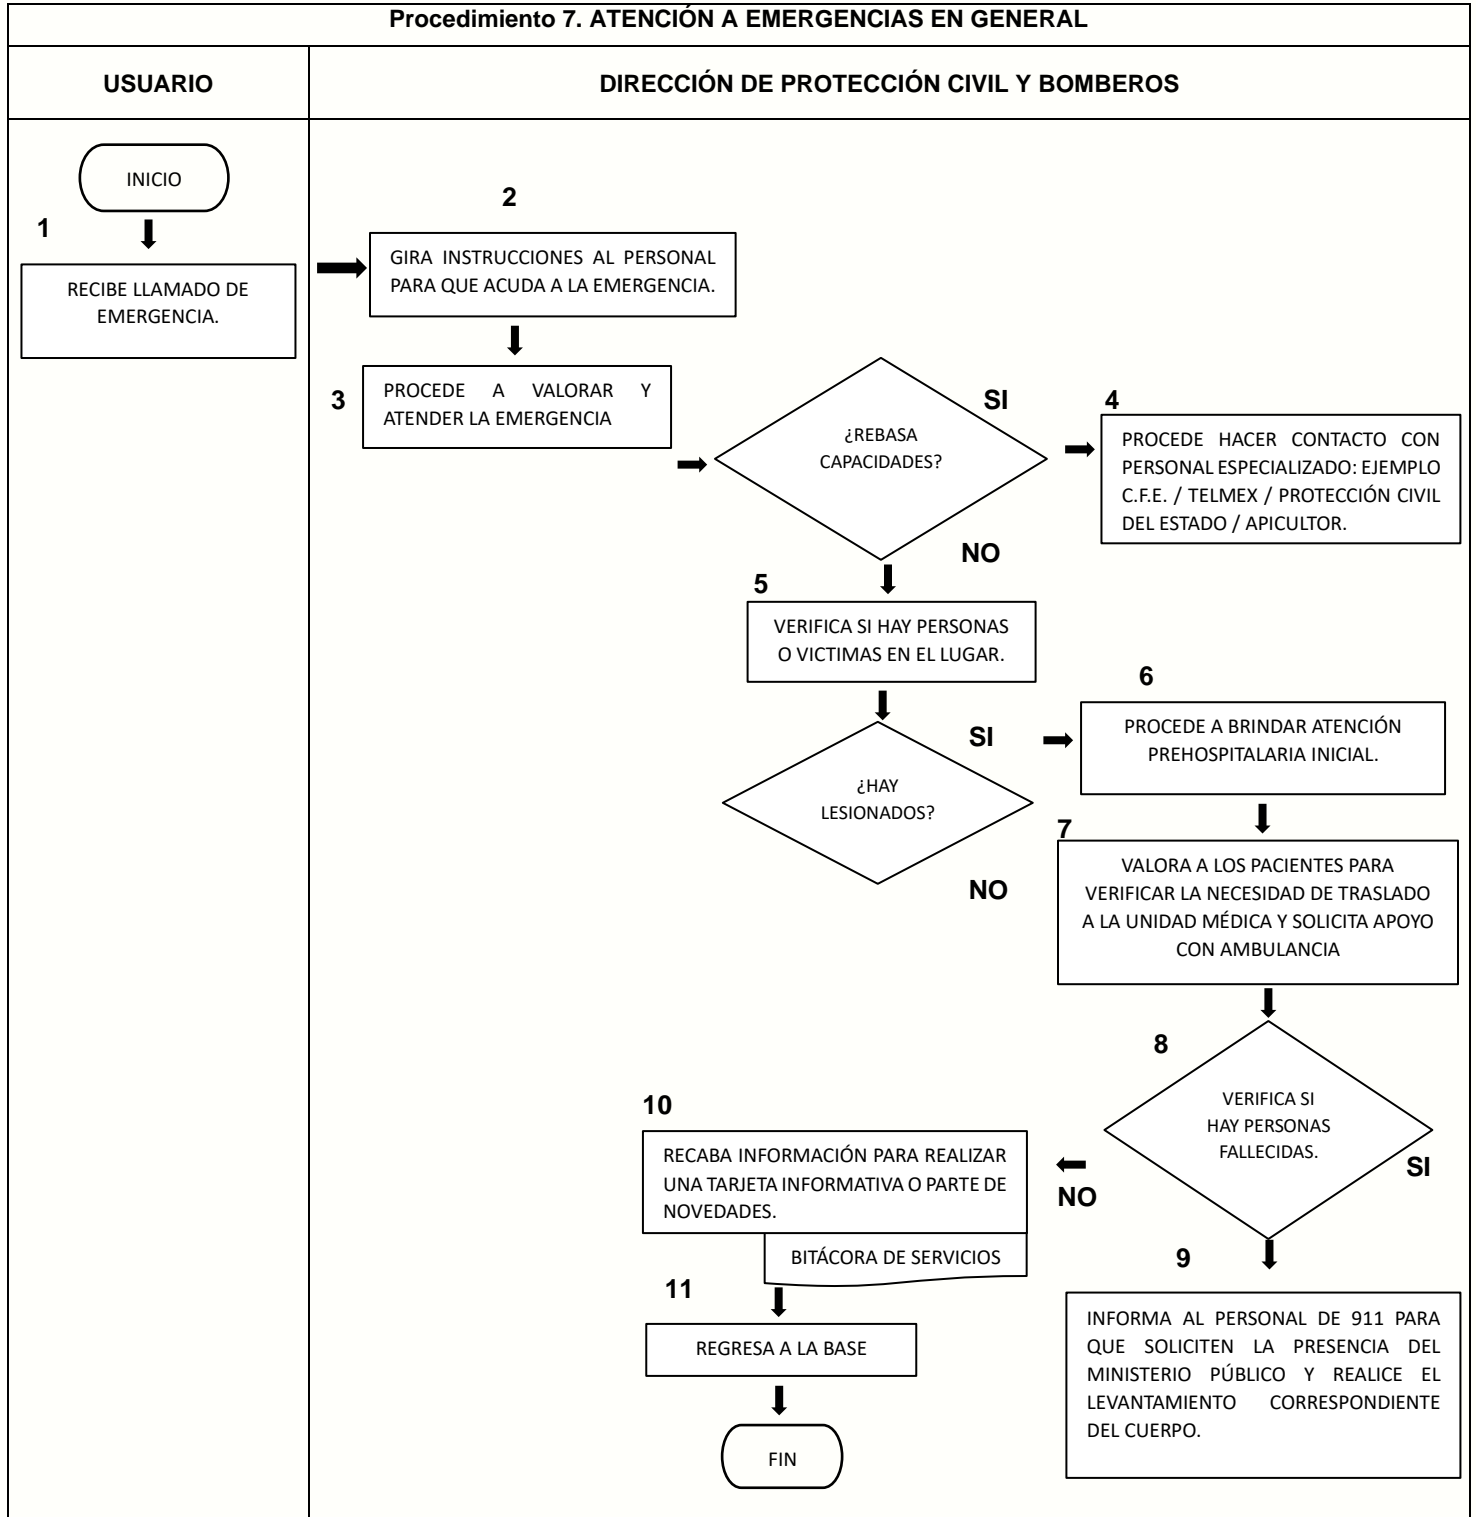 Procedimiento 7. ATENCIÓN A EMERGENCIAS EN GENERAL
USUARIO
DIRECCIÓN DE PROTECCIÓN CIVIL Y BOMBEROS
INICIO
1
RECIBE LLAMADO DE
EMERGENCIA.
2
GIRA INSTRUCCIONES AL PERSONAL
PARA QUE ACUDA A LA EMERGENCIA.
3
PROCEDE A VALORAR Y
ATENDER LA EMERGENCIA
¿REBASA
CAPACIDADES?
SI
4
PROCEDE HACER CONTACTO CON
PERSONAL ESPECIALIZADO: EJEMPLO
C.F.E. / TELMEX / PROTECCIÓN CIVIL
DEL ESTADO / APICULTOR.
NO
5
VERIFICA SI HAY PERSONAS
O VICTIMAS EN EL LUGAR.
¿HAY
LESIONADOS?
SI
6
PROCEDE A BRINDAR ATENCIÓN
PREHOSPITALARIA INICIAL.
NO
7
VALORA A LOS PACIENTES PARA
VERIFICAR LA NECESIDAD DE TRASLADO
A LA UNIDAD MÉDICA Y SOLICITA APOYO
CON AMBULANCIA
8
VERIFICA SI
HAY PERSONAS
FALLECIDAS.
SI
NO
9
INFORMA AL PERSONAL DE 911 PARA
QUE SOLICITEN LA PRESENCIA DEL
MINISTERIO PÚBLICO Y REALICE EL
LEVANTAMIENTO CORRESPONDIENTE
DEL CUERPO.
10
RECABA INFORMACIÓN PARA REALIZAR
UNA TARJETA INFORMATIVA O PARTE DE
NOVEDADES.
BITÁCORA DE SERVICIOS
11
REGRESA A LA BASE
FIN